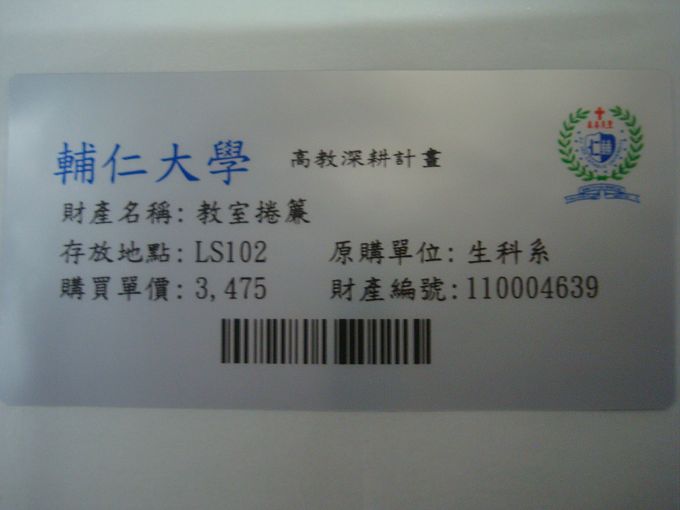 輔仁大學 高教深耕計畫
財產名稱: 教室捲簾
存放地點: LS102 原購單位: 生科系
購買單價: 3,475 財產編號: 110004639